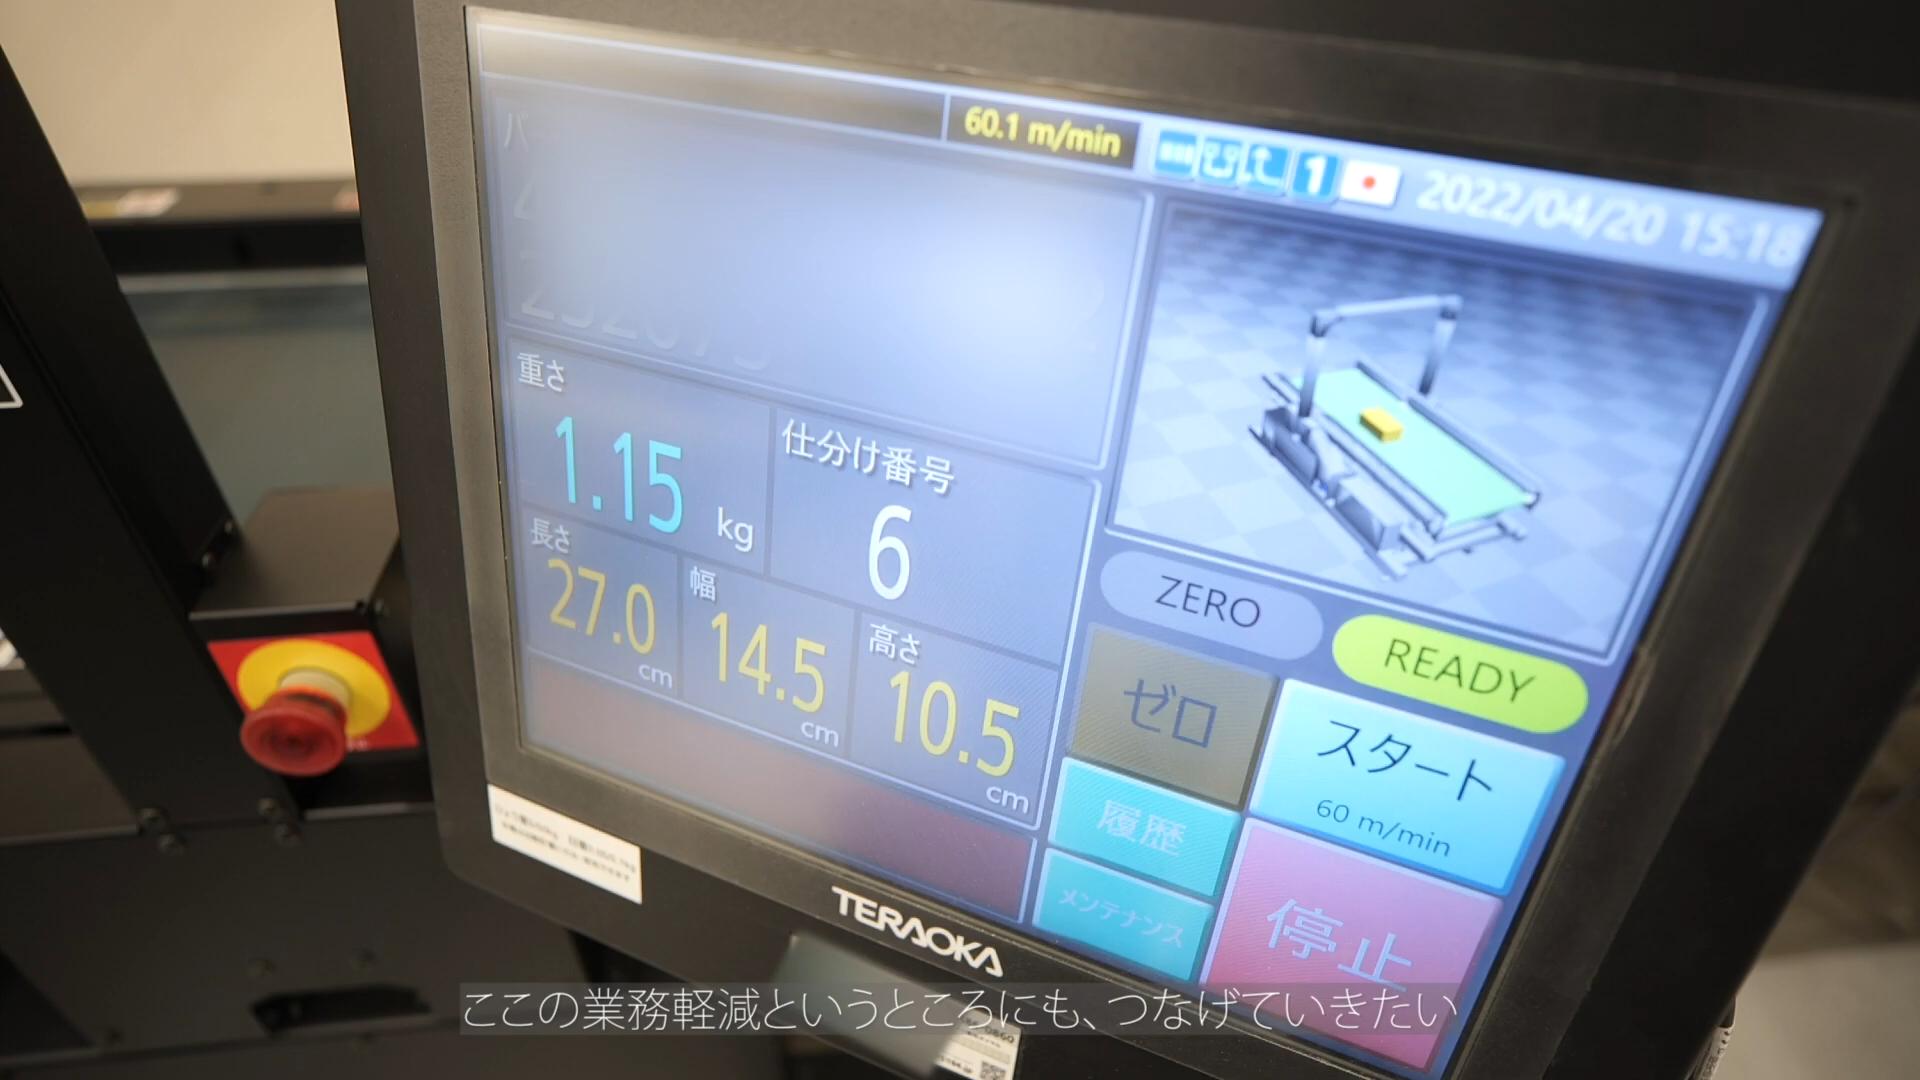 60.1 m/min
1
2022/04/20 15:18
重さ
1.15 kg
仕分け番号
6
長さ
27.0 cm
幅
14.5 cm
高さ
10.5 cm
ZERO
READY
ゼロ
スタート
60 m/min
履歴
メンテナンス
停止
TERAOKA
ここの業務軽減というところにも、つなげていきたい